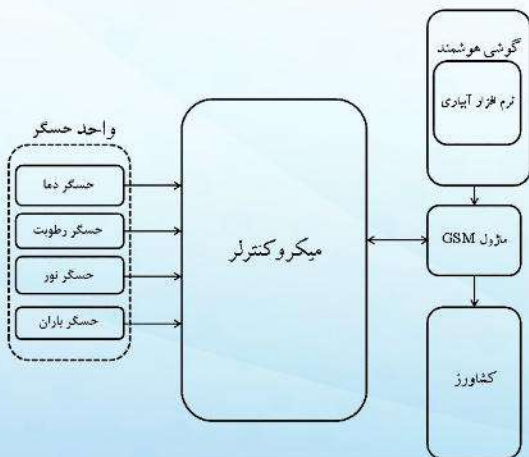 گوشی هوشمند
نرم افزار آبیاری
واحد حسگر
حسگر دما
حسگر رطوبت
حسگر نور
حسگر باران
میکروکنترلر
ماژول GSM
کشاورز